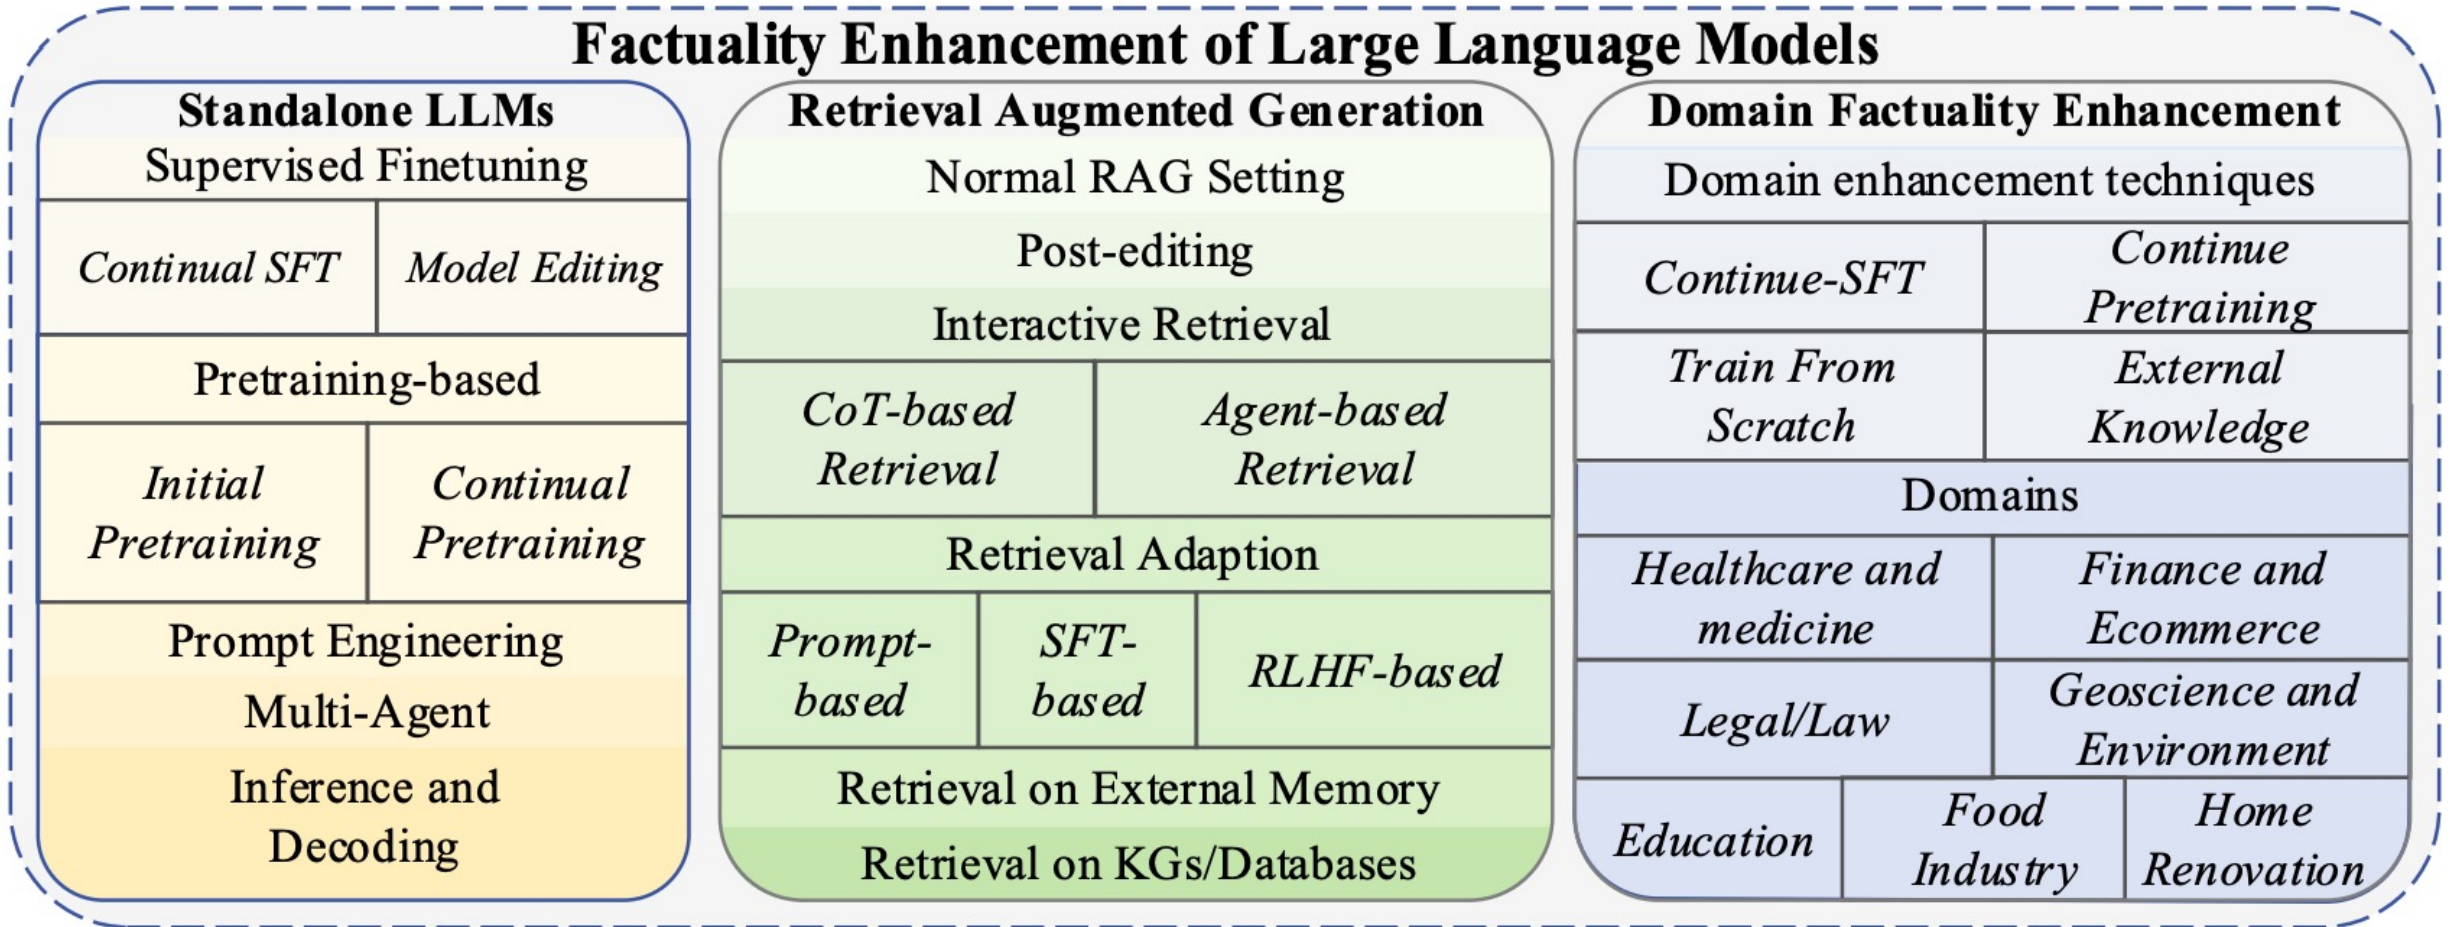 Factuality Enhancement of Large Language Models
Standalone LLMs
Supervised Finetuning
Continual SFT
Model Editing
Pretraining-based
Initial
Pretraining
Continual
Pretraining
Prompt Engineering
Multi-Agent
Inference and
Decoding
Retrieval Augmented Generation
Normal RAG Setting
Post-editing
Interactive Retrieval
CoT-based
Retrieval
Agent-based
Retrieval
Retrieval Adaption
Prompt-
based
SFT-
based
RLHF-based
Retrieval on External Memory
Retrieval on KGs/Databases
Domain Factuality Enhancement
Domain enhancement techniques
Continue-SFT
Continue
Pretraining
Train From
Scratch
External
Knowledge
Domains
Healthcare and
medicine
Finance and
Ecommerce
Legal/Law
Geoscience and
Environment
Education
Food
Industry
Home
Renovation